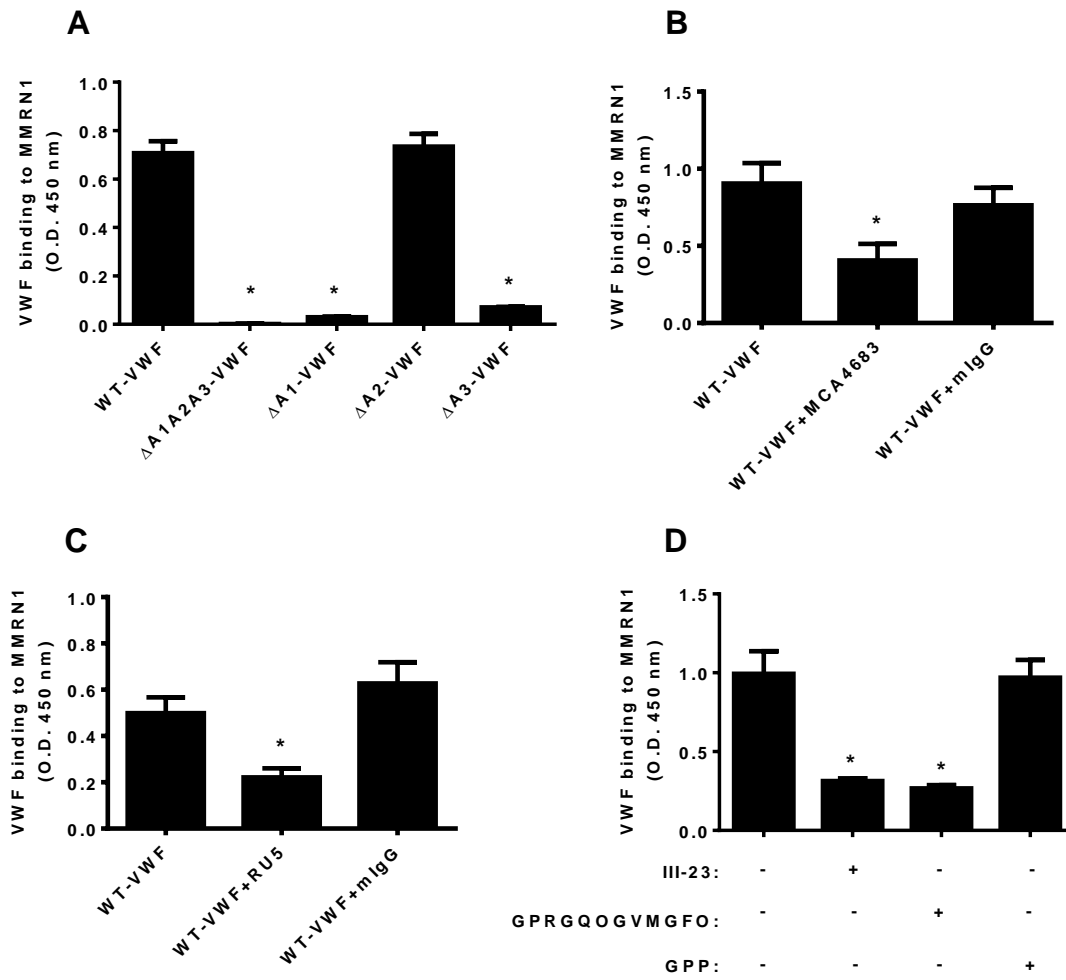 A
VWF binding to MMRN1
(O.D. 450 nm)
1.0
0.8
0.6
0.4
0.2
0.0
*
*
*
WT-VWF
ΔA1A2A3-VWF
ΔA1-VWF
ΔA2-VWF
ΔA3-VWF
B
VWF binding to MMRN1
(O.D. 450 nm)
1.5
1.0
0.5
0.0
*
WT-VWF
WT-VWF+MCA4683
WT-VWF+mIgG
C
VWF binding to MMRN1
(O.D. 450 nm)
1.0
0.8
0.6
0.4
0.2
0.0
*
WT-VWF
WT-VWF+RU5
WT-VWF+mIgG
D
VWF binding to MMRN1
(O.D. 450 nm)
1.5
1.0
0.5
0.0
*
*
III-23: - + - -
GPRGQOGVMGFO: - - + -
GPP: - - - +